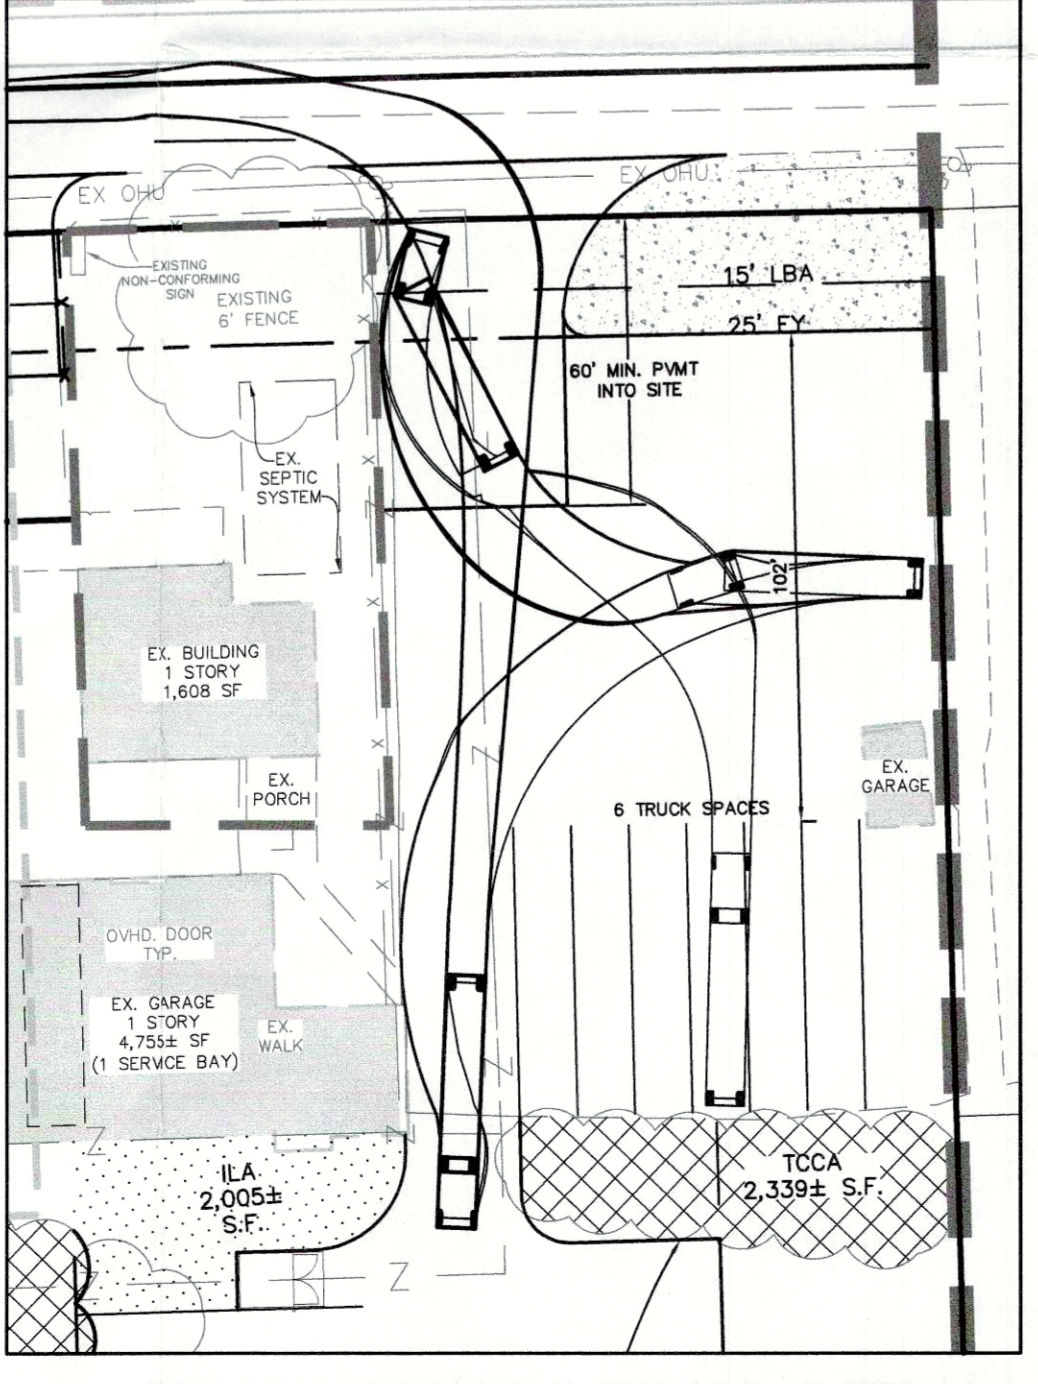 EX OHU
EX OHU
EXISTING
NON-CONFORMING
SIGN
EXISTING
6' FENCE
15' LBA
25' FY
60' MIN. PVMT
INTO SITE
EX.
SEPTIC
SYSTEM
102'
EX. BUILDING
1 STORY
1,608 SF
EX.
PORCH
EX.
GARAGE
6 TRUCK SPACES
OVHD. DOOR
TYP.
EX. GARAGE
1 STORY
4,755± SF
(1 SERVICE BAY)
EX.
WALK
ILA
2,005±
S.F.
TCCA
2,339± S.F.